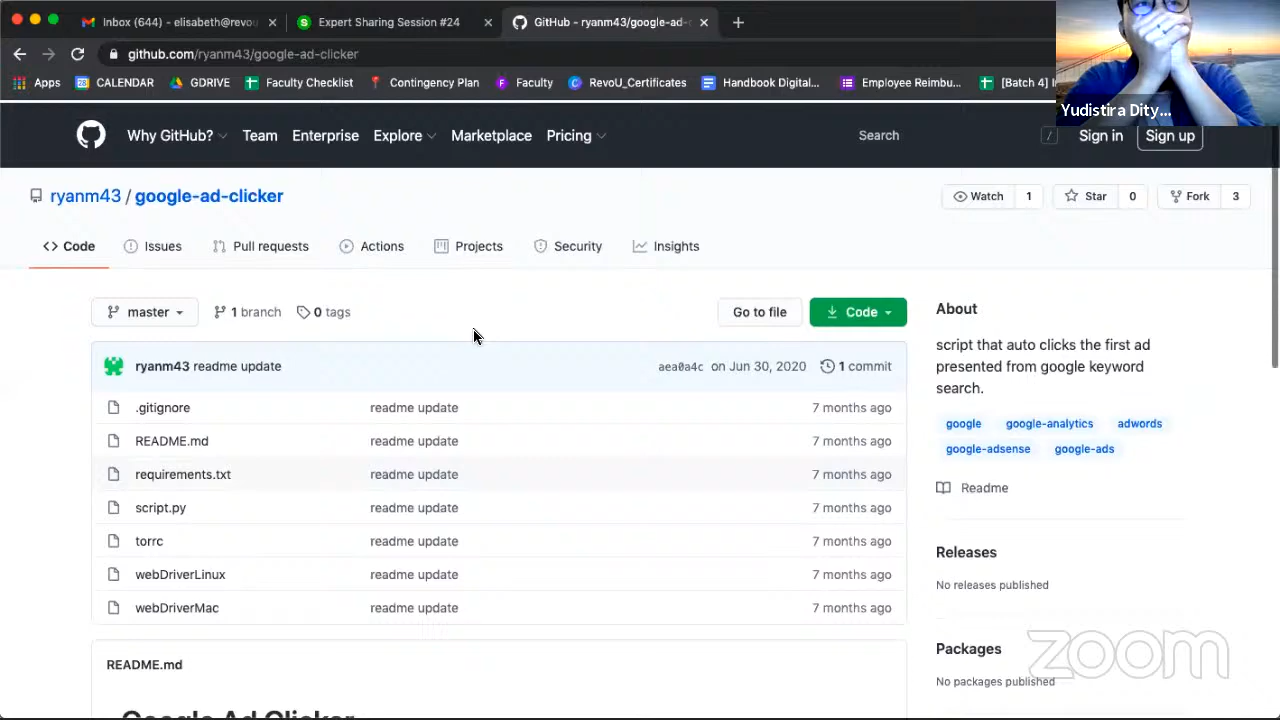 Inbox (644) - elisabeth@revou
Expert Sharing Session #24
GitHub - ryanm43/google-ad-
github.com/ryanm43/google-ad-clicker
Apps CALENDAR GDRIVE Faculty Checklist Contingency Plan Faculty RevoU_Certificates Handbook Digital... Employee Reimbu... [Batch 4]
Yudistira Dity...
Why GitHub? Team Enterprise Explore Marketplace Pricing Search / Sign in Sign up
ryanm43 / google-ad-clicker Watch 1 Star 0 Fork 3
<> Code Issues Pull requests Actions Projects Security Insights
master 1 branch 0 tags Go to file Code
ryanm43 readme update aea0a4c on Jun 30, 2020 1 commit
.gitignore readme update 7 months ago
README.md readme update 7 months ago
requirements.txt readme update 7 months ago
script.py readme update 7 months ago
torrc readme update 7 months ago
webDriverLinux readme update 7 months ago
webDriverMac readme update 7 months ago
README.md
Google Ad Clicker
About
script that auto clicks the first ad
presented from google keyword
search.
google google-analytics adwords
google-adsense google-ads
Readme
Releases
No releases published
Packages
No packages published
zoom